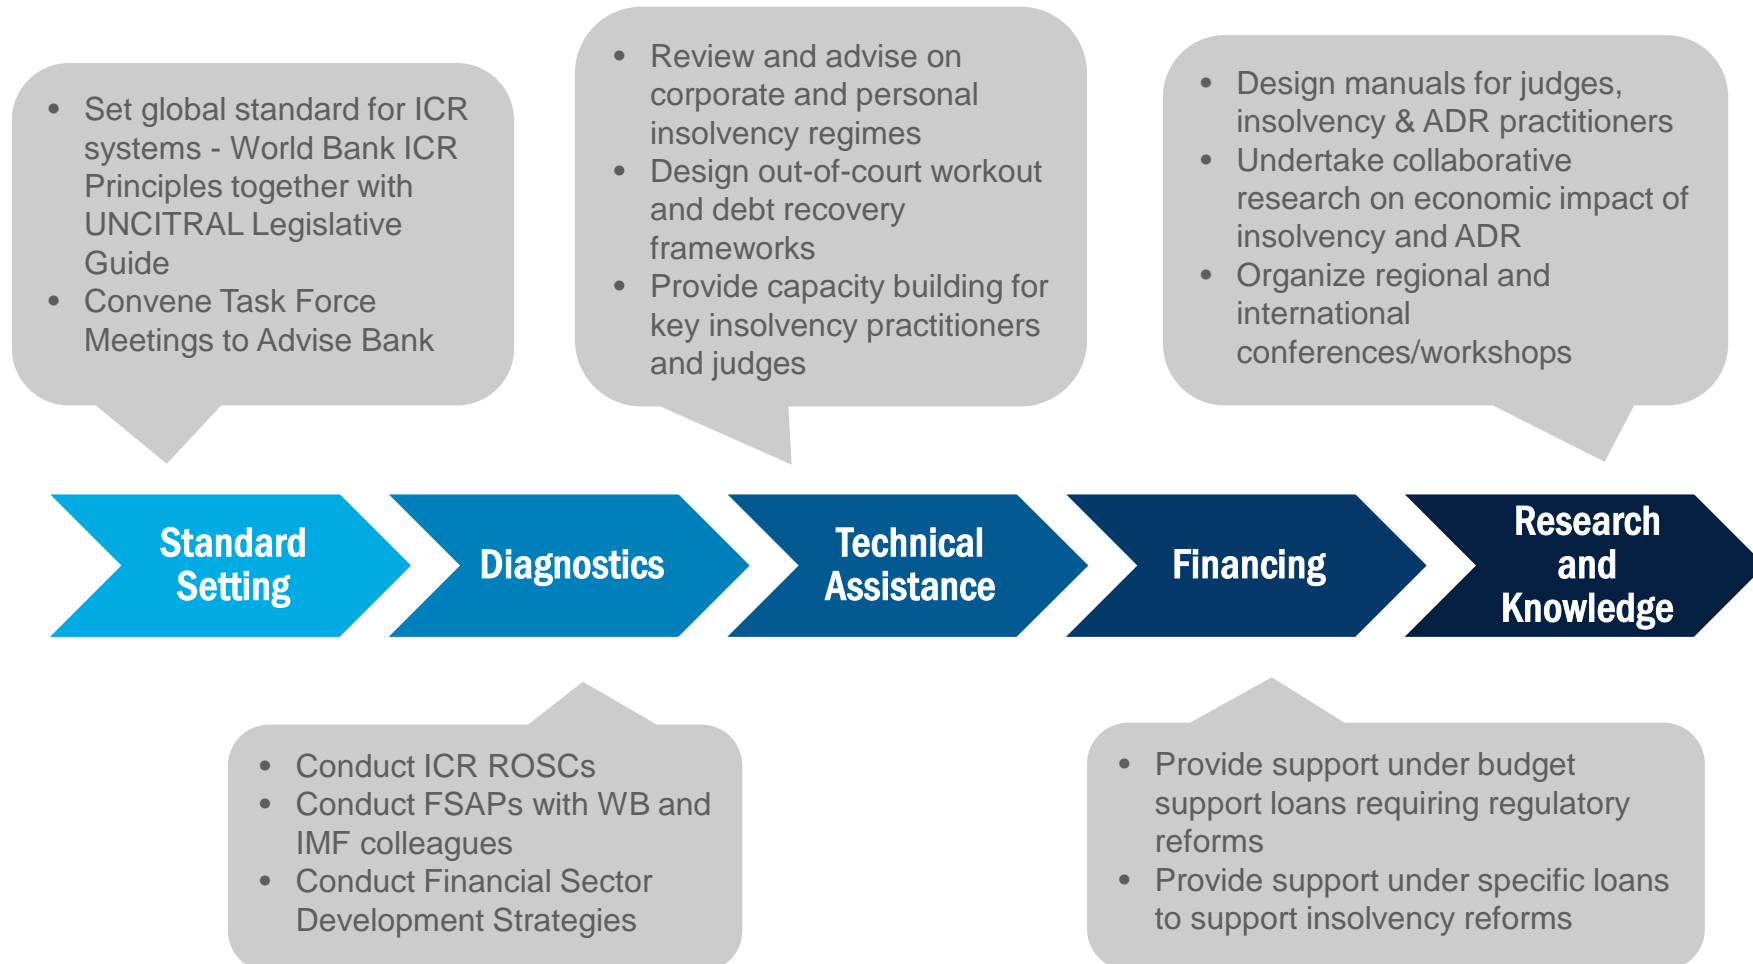 • Set global standard for ICR
systems - World Bank ICR
Principles together with
UNCITRAL Legislative
Guide
• Convene Task Force
Meetings to Advise Bank
• Review and advise on
corporate and personal
insolvency regimes
• Design out-of-court workout
and debt recovery
frameworks
• Provide capacity building for
key insolvency practitioners
and judges
• Design manuals for judges,
insolvency & ADR practitioners
• Undertake collaborative
research on economic impact of
insolvency and ADR
• Organize regional and
international
conferences/workshops
Standard
Setting
Diagnostics
Technical
Assistance
Financing
Research
and
Knowledge
• Conduct ICR ROSCs
• Conduct FSAPs with WB and
IMF colleagues
• Conduct Financial Sector
Development Strategies
• Provide support under budget
support loans requiring regulatory
reforms
• Provide support under specific loans
to support insolvency reforms